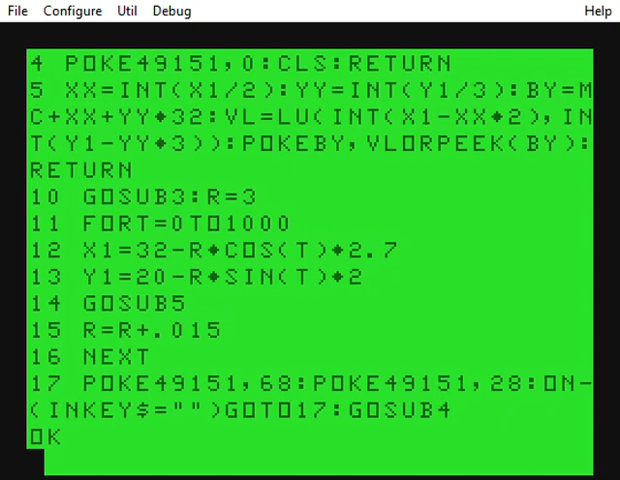 File Configure Util Debug Help
4 POKE49151,0:CLS:RETURN
5 XX=INT(X1/2):YY=INT(Y1/3):BY=M
C+XX+YY*32:VL=LU(INT(X1-XX*2),IN
T(Y1-YY*3)):POKEBY,VLORPEEK(BY):
RETURN
10 GOSUB3:R=3
11 FORT=0TO1000
12 X1=32-R*COS(T)*2.7
13 Y1=20-R*SIN(T)*2
14 GOSUB5
15 R=R+.015
16 NEXT
17 POKE49151,68:POKE49151,28:ON-
(INKEY$="")GOTO17:GOSUB4
OK